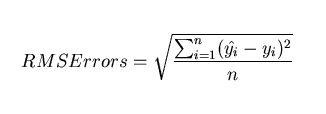 RMSErrors = \sqrt{\frac{\sum_{i=1}^{n} (\hat{y_i} - y_i)^2}{n}}